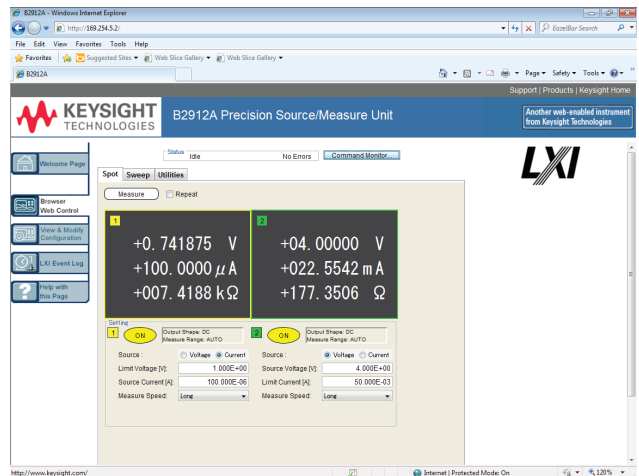 B2912A - Windows Internet Explorer
http://169.254.5.2/
EazelBar Search
File Edit View Favorites Tools Help
Favorites Suggested Sites Web Slice Gallery Web Slice Gallery
B2912A
Page Safety Tools
Support | Products | Keysight Home
KEYSIGHT
TECHNOLOGIES
B2912A Precision Source/Measure Unit
Another web-enabled instrument
from Keysight Technologies
Welcome Page
Browser
Web Control
View & Modify
Configuration
LXI Event Log
Help with
this Page
Status
Idle No Errors Command Monitor...
LXI
Spot Sweep Utilities
Measure Repeat
1
+0. 741875 V
+100. 0000 μA
+007. 4188 kΩ
2
+04. 00000 V
+022. 5542 mA
+177. 3506 Ω
Setting
1 ON Output Shape: DC
Measure Range: AUTO
Source : Voltage Current
Limit Voltage [V]: 1.000E+00
Source Current [A]: 100.000E-06
Measure Speed: Long
2 ON Output Shape: DC
Measure Range: AUTO
Source : Voltage Current
Source Voltage [V]: 4.000E+00
Limit Current [A]: 50.000E-03
Measure Speed: Long
http://www.keysight.com/
Internet | Protected Mode: On
120%